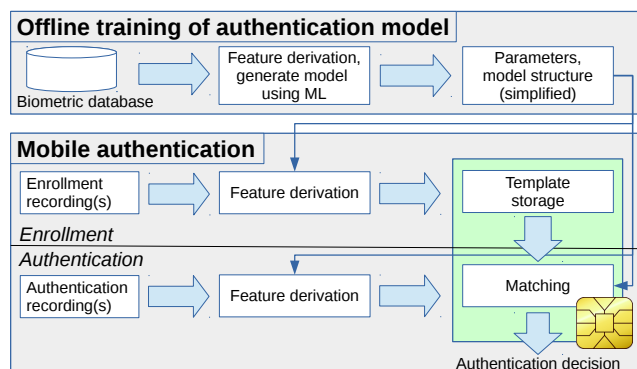 Offline training of authentication model
Biometric database
Feature derivation,
generate model
using ML
Parameters,
model structure
(simplified)
Mobile authentication
Enrollment
recording(s)
Feature derivation
Template
storage
Enrollment
Authentication
Authentication
recording(s)
Feature derivation
Matching
Authentication decision